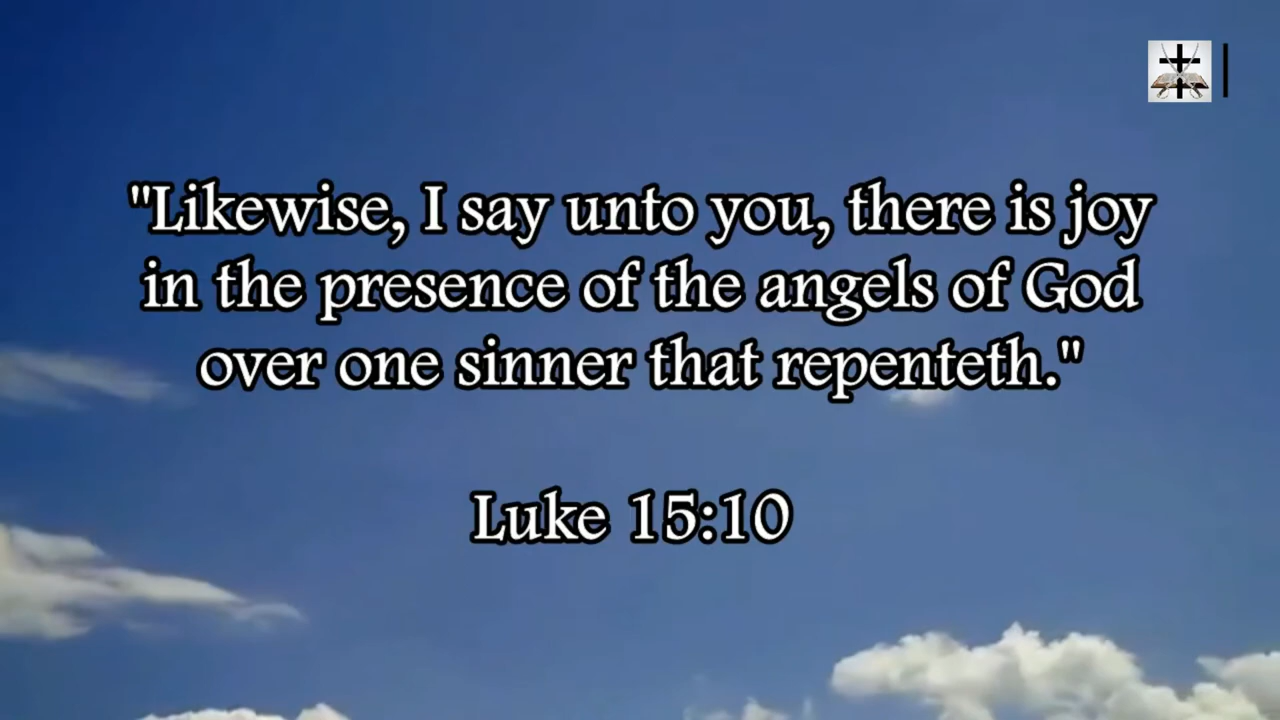 "Likewise, I say unto you, there is joy
in the presence of the angels of God
over one sinner that repenteth."
Luke 15:10